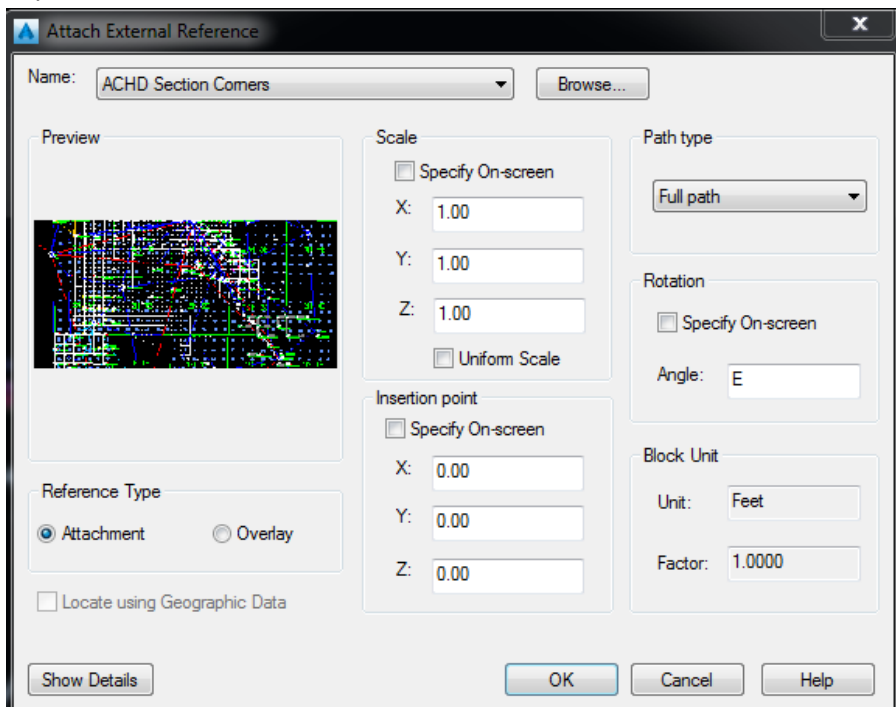 Attach External Reference
Name:
ACHD Section Corners
Browse...
Preview
Scale
Specify On-screen
X: 1.00
Y: 1.00
Z: 1.00
Uniform Scale
Path type
Full path
Rotation
Specify On-screen
Angle: E
Insertion point
Specify On-screen
X: 0.00
Y: 0.00
Z: 0.00
Block Unit
Unit: Feet
Factor: 1.0000
Reference Type
Attachment
Overlay
Locate using Geographic Data
Show Details
OK
Cancel
Help